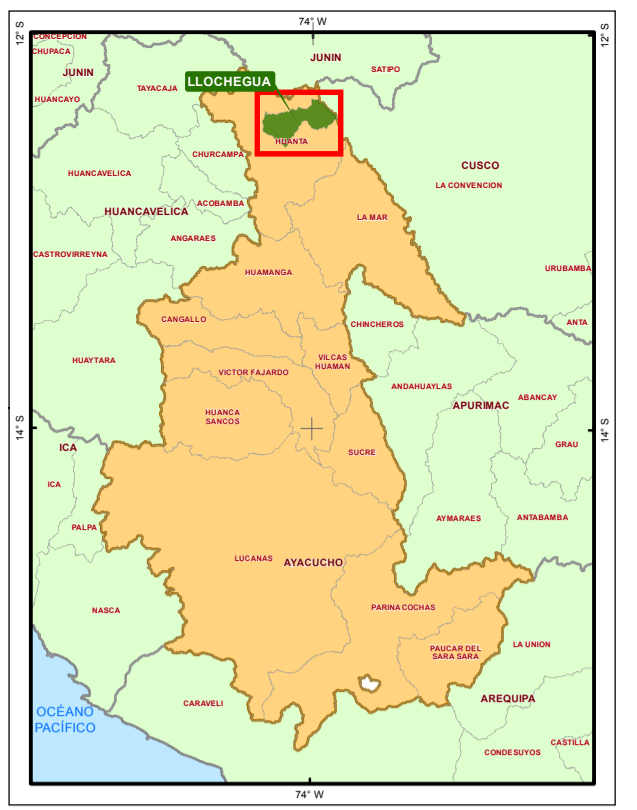 74° W
12° S
12° S
CONCEPCION
CHUPACA
JUNIN
JUNIN
SATIPO
LLOCHEGUA
TAYACAJA
HUANCAYO
HUANTA
CHURCAMPA
CUSCO
HUANCAVELICA
LA CONVENCION
ACOBAMBA
HUANCAVELICA
LA MAR
ANGARAES
CASTROVIRREYNA
URUBAMBA
HUAMANGA
CANGALLO
CHINCHEROS
ANTA
HUAYTARA
VILCAS
HUAMAN
VICTOR FAJARDO
ANDAHUAYLAS
ABANCAY
APURIMAC
HUANCA
SANCOS
14° S
14° S
GRAU
ICA
SUCRE
ICA
AYMARAES
ANTABAMBA
PALPA
LUCANAS
AYACUCHO
NASCA
PARINACOCHAS
PAUCAR DEL
SARA SARA
LA UNION
CARAVELI
AREQUIPA
OCÉANO
PACÍFICO
CASTILLA
CONDESUYOS
74° W